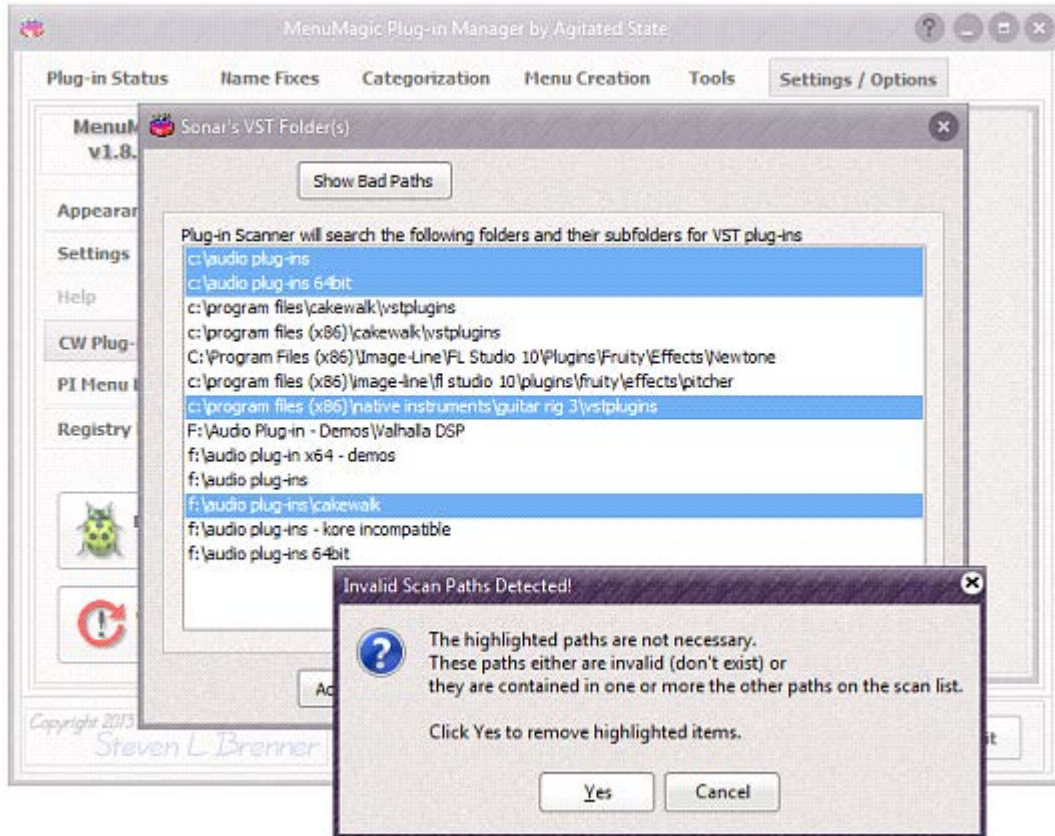 MenuMagic Plug-in Manager by Agitated State
Plug-in Status Name Fixes Categorization Menu Creation Tools Settings / Options
Sonar's VST Folder(s)
v1.8.
Show Bad Paths
Settings
Help
Plug-in Scanner will search the following folders and their subfolders for VST plug-ins
c:\audio plug-ins
c:\audio plug-ins 64bit
c:\program files\cakewalk\vstplugins
c:\program files (x86)\cakewalk\vstplugins
C:\Program Files (x86)\Image-Line\FL Studio 10\Plugins\Fruity\Effects\Newtone
c:\program files (x86)\image-line\fl studio 10\plugins\fruity\effects\pitcher
c:\program files (x86)\native instruments\guitar rig 3\vstplugins
F:\Audio Plug-in - Demos\Valhalla DSP
f:\audio plug-in x64 - demos
f:\audio plug-ins
f:\audio plug-ins\cakewalk
f:\audio plug-ins - kore incompatible
f:\audio plug-ins 64bit
CW Plug-
PI Menu
Registry
Invalid Scan Paths Detected!
The highlighted paths are not necessary.
These paths either are invalid (don't exist) or
they are contained in one or more the other paths on the scan list.
Click Yes to remove highlighted items.
Yes Cancel
Copyright 2015
Steven L Brenner